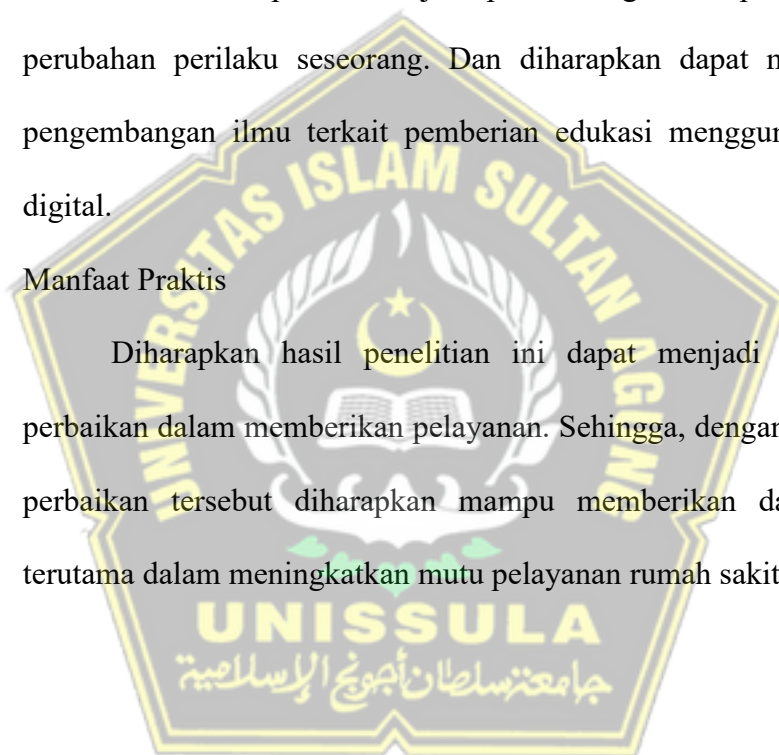 perubahan perilaku seseorang. Dan diharapkan dapat
pengembangan ilmu terkait pemberian edukasi
digital.
Manfaat Praktis
Diharapkan hasil penelitian ini dapat menjadi
perbaikan dalam memberikan pelayanan. Sehingga, dengan
perbaikan tersebut diharapkan mampu memberikan
terutama dalam meningkatkan mutu pelayanan rumah sakit
UNIVERSITAS ISLAM SULTAN AGUNG
UNISSULA
جامعة سلطان أجونج الإسلامية